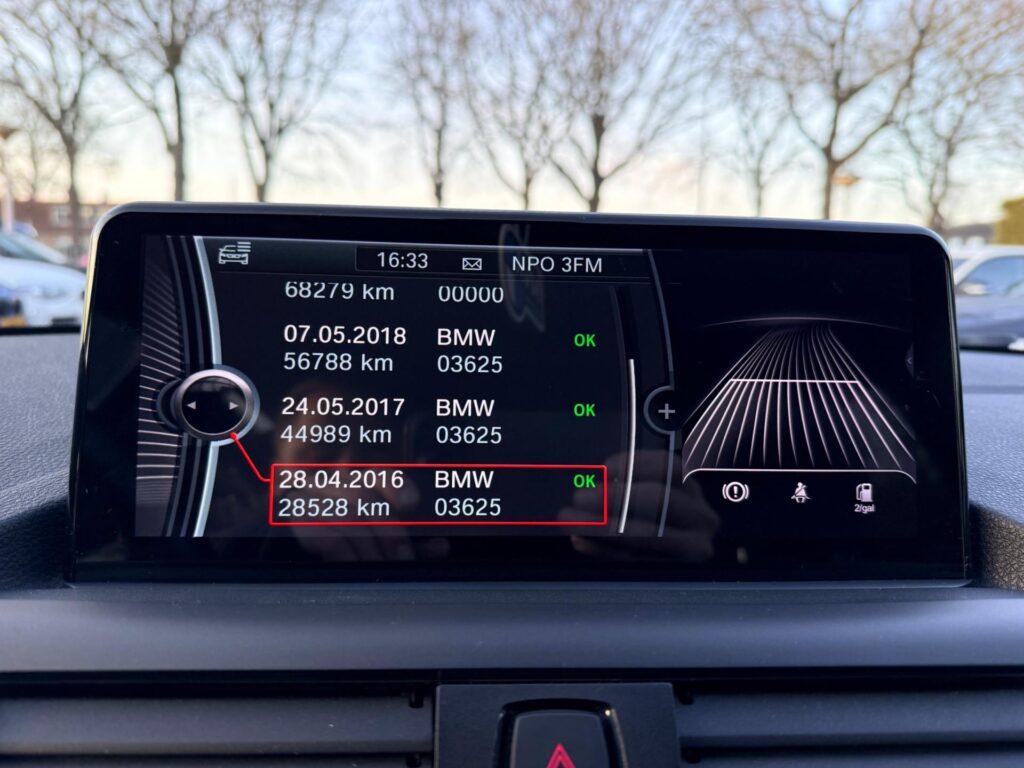 16:33 NPO 3FM
68279 km 00000
07.05.2018 BMW OK
56788 km 03625
24.05.2017 BMW OK
44989 km 03625
28.04.2016 BMW OK
28528 km 03625
+
2/gal